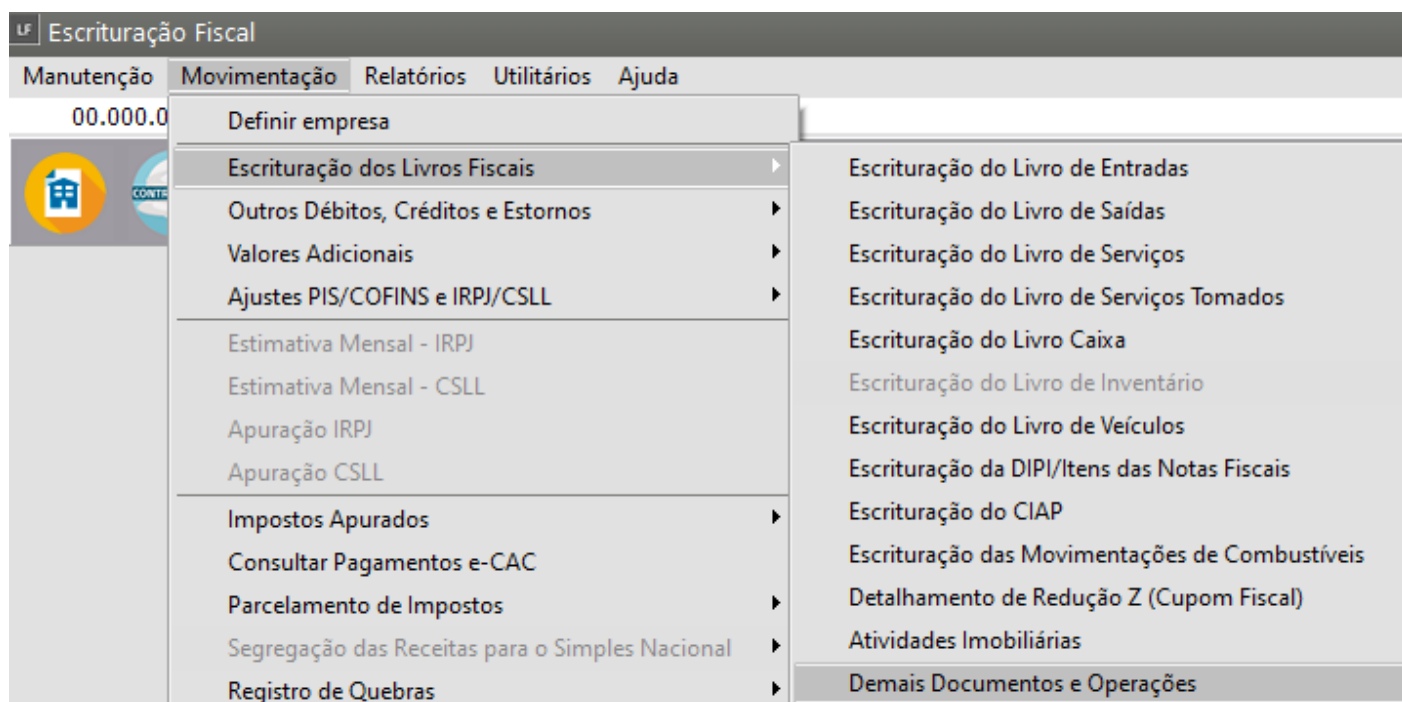 LF Escrituração Fiscal
Manutenção Movimentação Relatórios Utilitários Ajuda
00.000.0
Definir empresa
Escrituração dos Livros Fiscais
Outros Débitos, Créditos e Estornos
Valores Adicionais
Ajustes PIS/COFINS e IRPJ/CSLL
Estimativa Mensal - IRPJ
Estimativa Mensal - CSLL
Apuração IRPJ
Apuração CSLL
Impostos Apurados
Consultar Pagamentos e-CAC
Parcelamento de Impostos
Segregação das Receitas para o Simples Nacional
Registro de Quebras
Escrituração do Livro de Entradas
Escrituração do Livro de Saídas
Escrituração do Livro de Serviços
Escrituração do Livro de Serviços Tomados
Escrituração do Livro Caixa
Escrituração do Livro de Inventário
Escrituração do Livro de Veículos
Escrituração da DIPI/Itens das Notas Fiscais
Escrituração do CIAP
Escrituração das Movimentações de Combustíveis
Detalhamento de Redução Z (Cupom Fiscal)
Atividades Imobiliárias
Demais Documentos e Operações